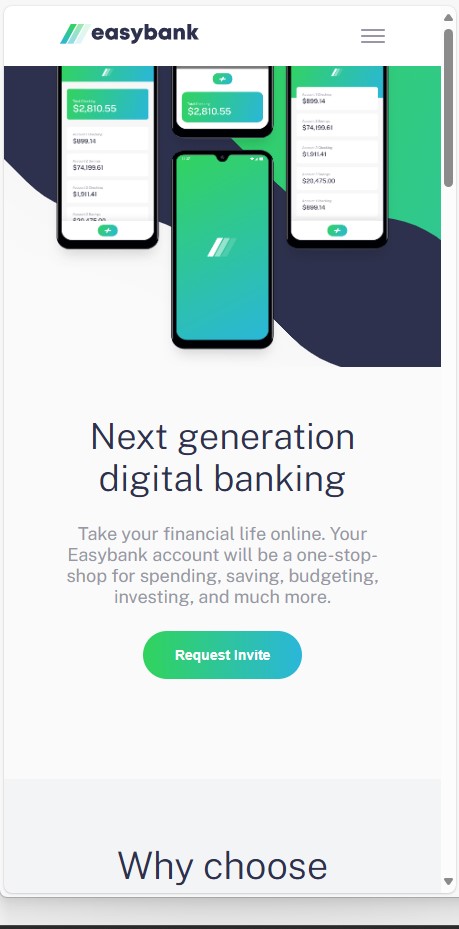 easybank
$2,810.55
$899.14
$74,199.61
$1,911.41
$20,475.00
$2,810.55
$899.14
$74,199.61
$1,911.41
$20,475.00
$899.14
Next generation
digital banking
Take your financial life online. Your
Easybank account will be a one-stop-
shop for spending, saving, budgeting,
investing, and much more.
Request Invite
Why choose